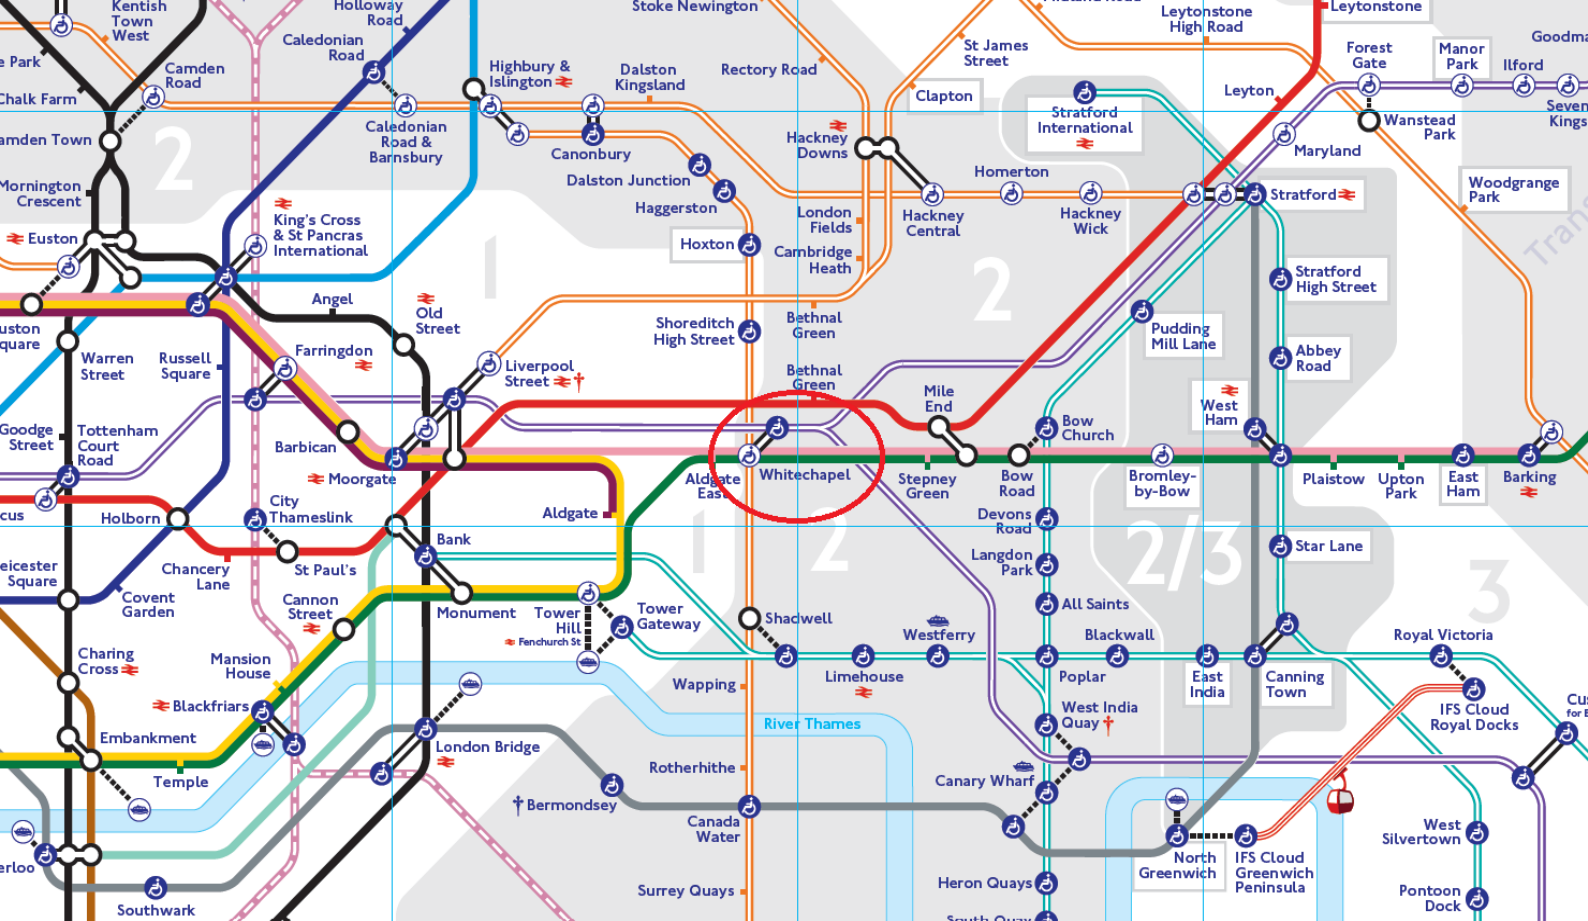 Kentish
Town
West
Holloway
Road
Stoke Newington
Leytonstone
High Road
Leytonstone
Caledonian
Road
Camden
Road
Highbury &
Islington
Dalston
Kingsland
Rectory Road
St James
Street
Forest
Gate
Manor
Park
Ilford
Clapton
Leyton
Stratford
International
Wanstead
Park
Caledonian
Road &
Barnsbury
Canonbury
Hackney
Downs
Maryland
2
Dalston Junction
Homerton
Woodgrange
Park
Mornington
Crescent
Haggerston
London
Fields
Hackney
Central
Hackney
Wick
Stratford
Euston
King's Cross
& St Pancras
International
Hoxton
Cambridge
Heath
1
2
Stratford
High Street
Angel
Old
Street
Shoreditch
High Street
Bethnal
Green
Pudding
Mill Lane
Warren
Street
Russell
Square
Farringdon
Liverpool
Street †
Bethnal
Green
Abbey
Road
Mile
End
West
Ham
Goodge
Street
Tottenham
Court
Road
Barbican
Bow
Church
Moorgate
Aldgate
East
Whitechapel
Stepney
Green
Bow
Road
Bromley-
by-Bow
Plaistow
Upton
Park
East
Ham
Barking
Holborn
City
Thameslink
Aldgate
Devons
Road
Bank
1
2
2/3
3
Star Lane
Chancery
Lane
St Paul's
Langdon
Park
Covent
Garden
Cannon
Street
Monument
Tower
Hill
Fenchurch St
Tower
Gateway
Shadwell
All Saints
Westferry
Blackwall
Royal Victoria
Charing
Cross
Mansion
House
Limehouse
Poplar
East
India
Canning
Town
Wapping
Blackfriars
West India
Quay †
IFS Cloud
Royal Docks
River Thames
Embankment
London Bridge
Temple
Rotherhithe
Canary Wharf
† Bermondsey
Canada
Water
West
Silvertown
North
Greenwich
IFS Cloud
Greenwich
Peninsula
Southwark
Surrey Quays
Heron Quays
Pontoon
Dock